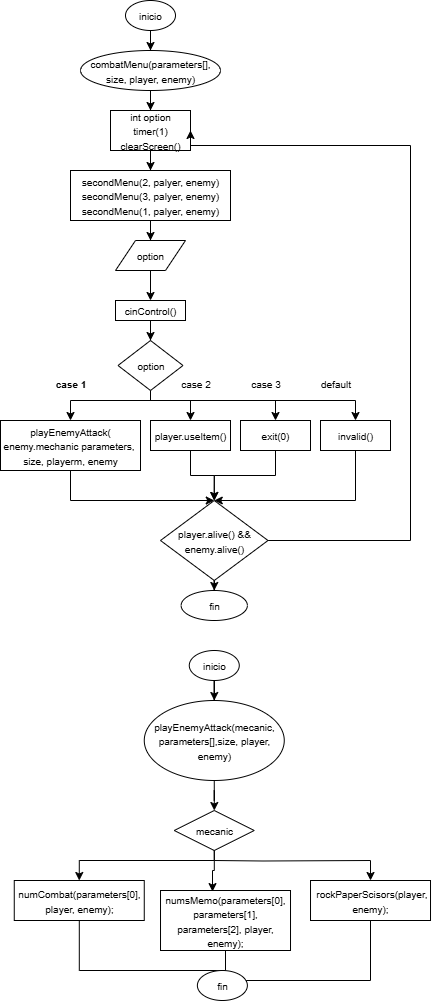 inicio
combatMenu(parameters[],
size, player, enemy)
int option
timer(1)
clearScreen()
secondMenu(2, palyer, enemy)
secondMenu(3, palyer, enemy)
secondMenu(1, palyer, enemy)
option
cinControl()
option
case 1
case 2
case 3
default
playEnemyAttack(
enemy.mechanic parameters,
size, playerm, enemy
player.useItem()
exit(0)
invalid()
player.alive() &&
enemy.alive()
fin
inicio
playEnemyAttack(mecanic,
parameters[],size, player,
enemy)
mecanic
numCombat(parameters[0],
player, enemy);
numsMemo(parameters[0],
parameters[1],
parameters[2], player,
enemy);
rockPaperScisors(player,
enemy);
fin